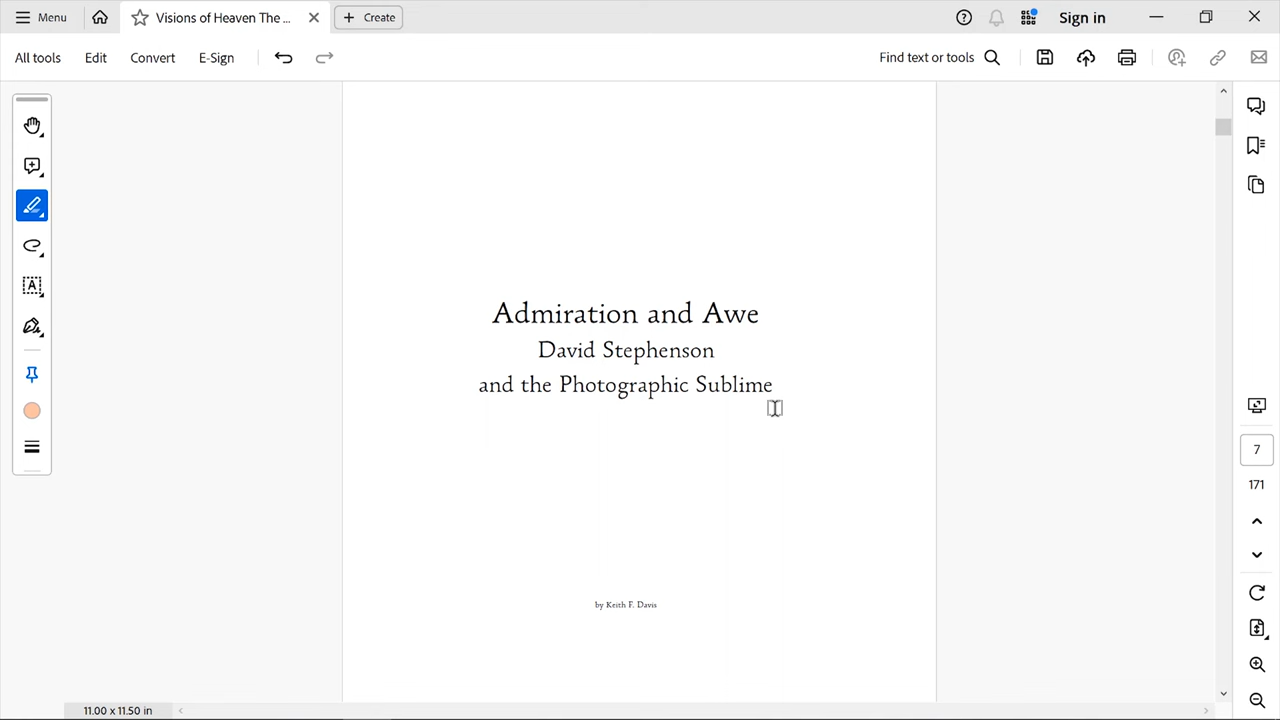 Menu
Visions of Heaven The ...
Create
Sign in
All tools
Edit
Convert
E-Sign
Find text or tools
Admiration and Awe
David Stephenson
and the Photographic Sublime
by Keith F. Davis
7
171
11.00 x 11.50 in